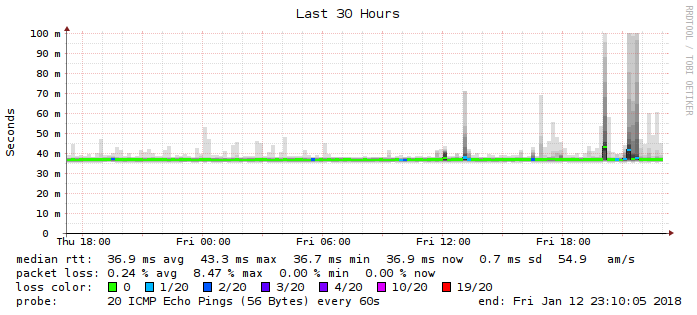 Last 30 Hours
RRDTOOL / TOBI OETIKER
Seconds
100 m
90 m
80 m
70 m
60 m
50 m
40 m
30 m
20 m
10 m
0
Thu 18:00 Fri 00:00 Fri 06:00 Fri 12:00 Fri 18:00
median rtt: 36.9 ms avg 43.3 ms max 36.7 ms min 36.9 ms now 0.7 ms sd 54.9 am/s
packet loss: 0.24 % avg 8.47 % max 0.00 % min 0.00 % now
loss color: 0 1/20 2/20 3/20 4/20 10/20 19/20
probe: 20 ICMP Echo Pings (56 Bytes) every 60s end: Fri Jan 12 23:10:05 2018